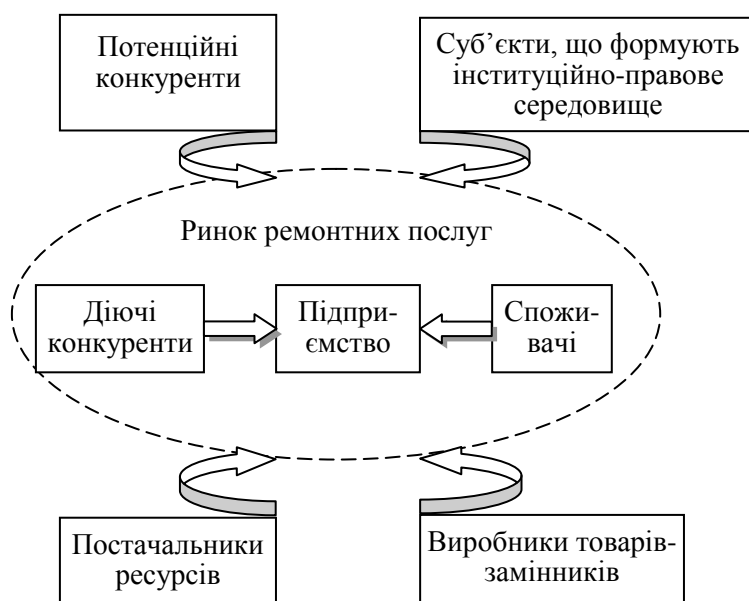 Потенційні
конкуренти
Суб’єкти, що формують
інституційно-правове
середовище
Ринок ремонтних послуг
Діючі
конкуренти
Підпри-
ємство
Спожи-
вачі
Постачальники
ресурсів
Виробники товарів-
замінників